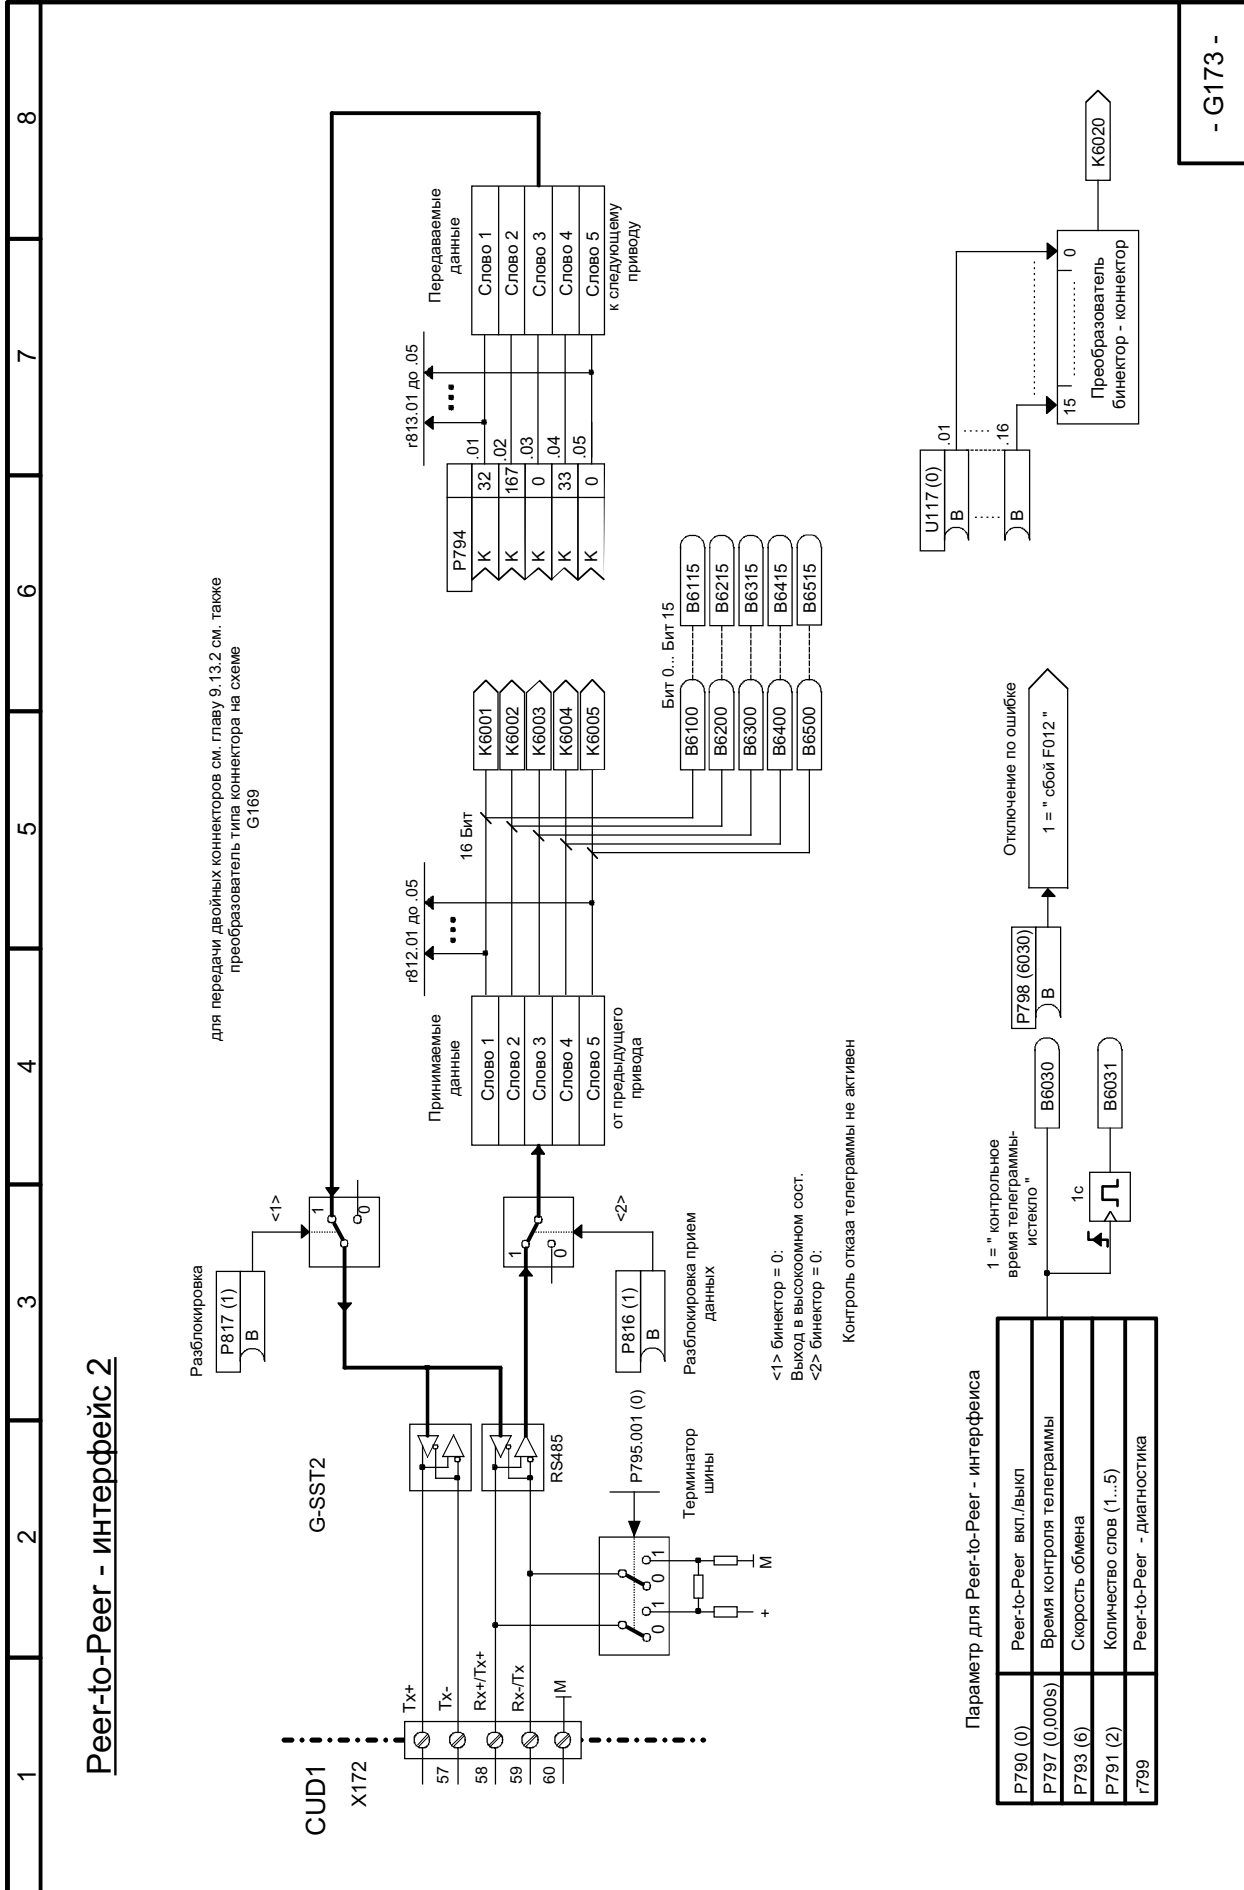 1 2 3 4 5 6 7 8
Peer-to-Peer - интерфейс 2
для передачи двойных коннекторов см. главу 9.13.2 см. также
преобразователь типа коннектора на схеме
G169
Разблокировка
P817 (1)
B
<1>
1
0
CUD1
X172
G-SST2
Tx+
57
Tx-
58
Rx+/Tx+
59
Rx-/Tx
60
M
RS485
0 1 0 1
+
M
P795.001 (0)
Терминатор
шины
1
0
<2>
P816 (1)
B
Разблокировка прием
данных
Принимаемые
данные
Слово 1
Слово 2
Слово 3
Слово 4
Слово 5
от предыдущего
привода
r812.01 до .05
16 Бит
K6001
K6002
K6003
K6004
K6005
Бит 0... Бит 15
B6100 B6115
B6200 B6215
B6300 B6315
B6400 B6415
B6500 B6515
P794
K 32 .01
K 167 .02
K 0 .03
K 33 .04
K 0 .05
r813.01 до .05
Передаваемые
данные
Слово 1
Слово 2
Слово 3
Слово 4
Слово 5
к следующему
приводу
<1> бинектор = 0:
Выход в высокоомном сост.
<2> бинектор = 0:
Контроль отказа телеграммы не активен
Параметр для Peer-to-Peer - интерфеиса
P790 (0) Peer-to-Peer вкл./выкл
P797 (0,000s) Время контроля телеграммы
P793 (6) Скорость обмена
P791 (2) Количество слов (1...5)
r799 Peer-to-Peer - диагностика
1 = " контрольное
время телеграммы-
истекло "
1с
B6030
B6031
P798 (6030)
B
Отключение по ошибке
1 = " сбой F012 "
U117 (0)
B .01
..... .....
B .16
15 .......... 0
Преобразователь
бинектор - коннектор
K6020
- G173 -